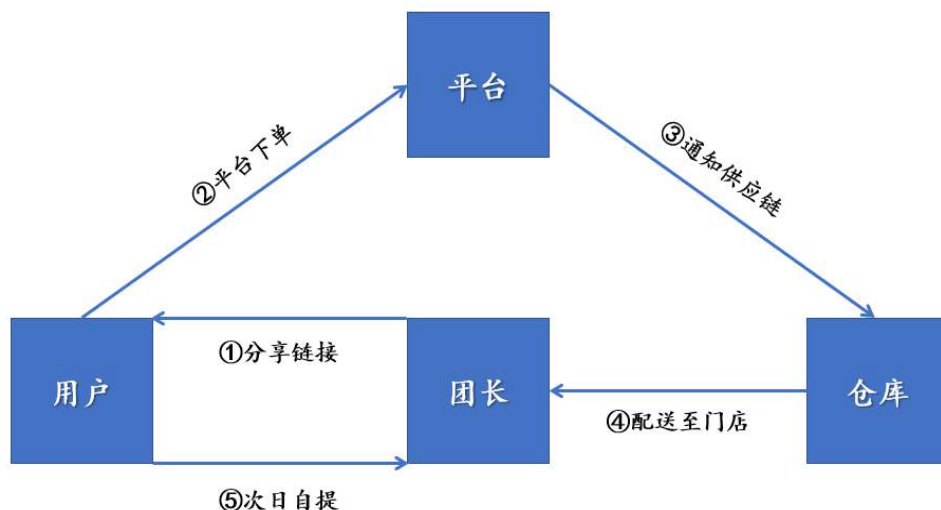 平台
②平台下单
③通知供应链
用户
①分享链接
团长
④配送至门店
仓库
⑤次日自提